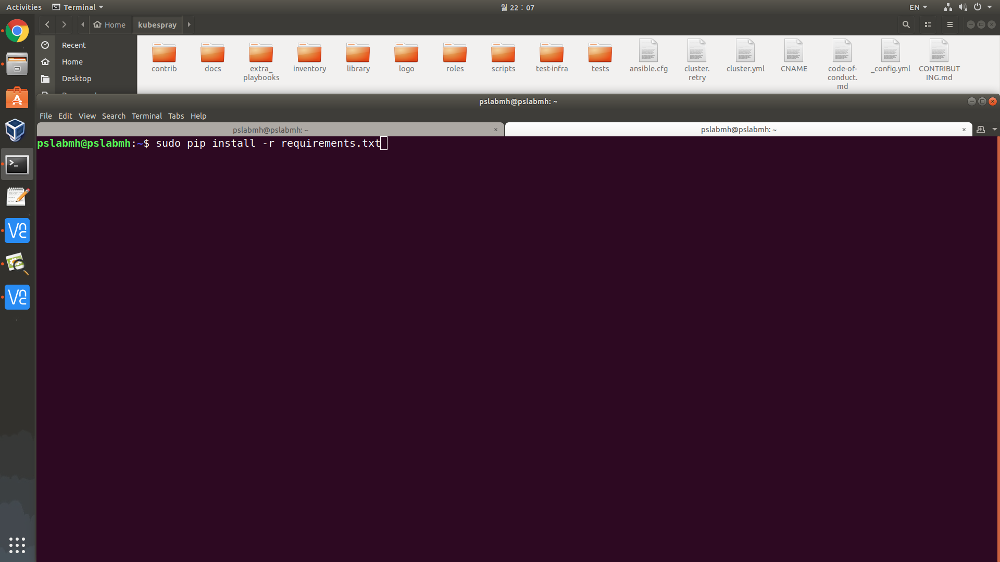 Activities
Terminal
월 22 : 07
EN
Home
kubespray
Recent
Home
Desktop
contrib
docs
extra_
playbooks
inventory
library
logo
roles
scripts
test-infra
tests
ansible.cfg
cluster.
retry
cluster.yml
CNAME
code-of-
conduct.
md
_config.yml
CONTRIBUT
ING.md
pslabmh@pslabmh: ~
File Edit View Search Terminal Tabs Help
pslabmh@pslabmh: ~
pslabmh@pslabmh: ~
pslabmh@pslabmh:~$ sudo pip install -r requirements.txt